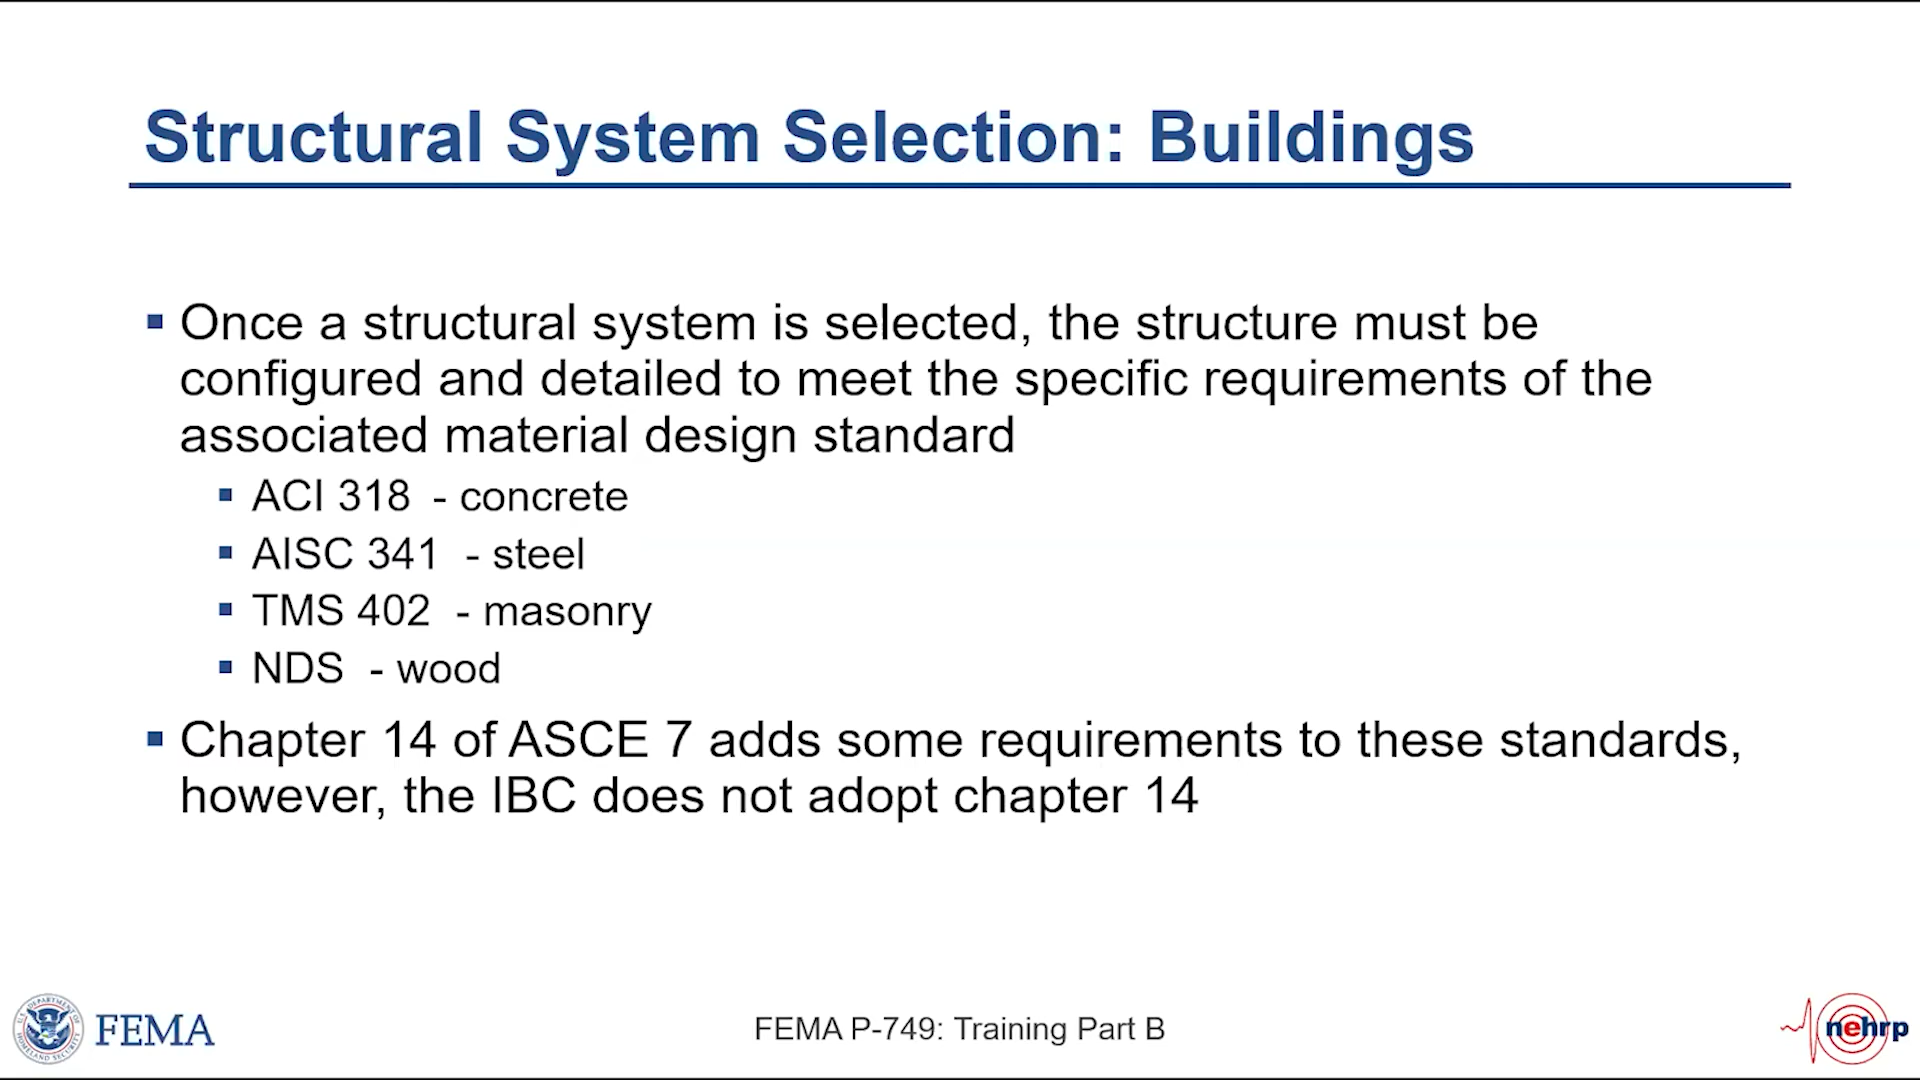 Structural System Selection: Buildings
▪ Once a structural system is selected, the structure must be
configured and detailed to meet the specific requirements of the
associated material design standard
▪ ACI 318 - concrete
▪ AISC 341 - steel
▪ TMS 402 - masonry
▪ NDS - wood
▪ Chapter 14 of ASCE 7 adds some requirements to these standards,
however, the IBC does not adopt chapter 14
FEMA
FEMA P-749: Training Part B
nehrp